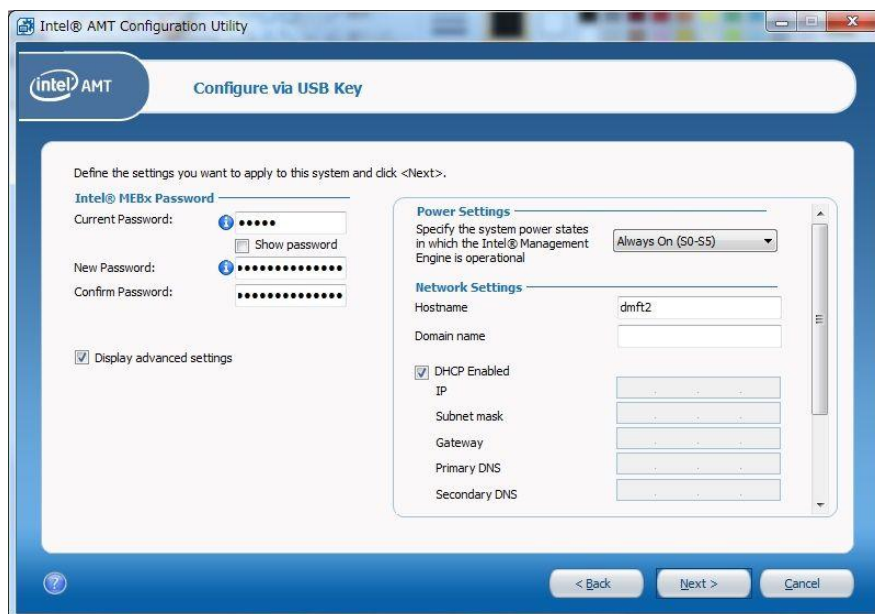 Intel® AMT Configuration Utility
intel AMT
Configure via USB Key
Define the settings you want to apply to this system and click <Next>.
Intel® MEBx Password
Current Password:
Show password
New Password:
Confirm Password:
Display advanced settings
Power Settings
Specify the system power states
in which the Intel® Management
Engine is operational
Always On (S0-S5)
Network Settings
Hostname
dmft2
Domain name
DHCP Enabled
IP
Subnet mask
Gateway
Primary DNS
Secondary DNS
< Back
Next >
Cancel